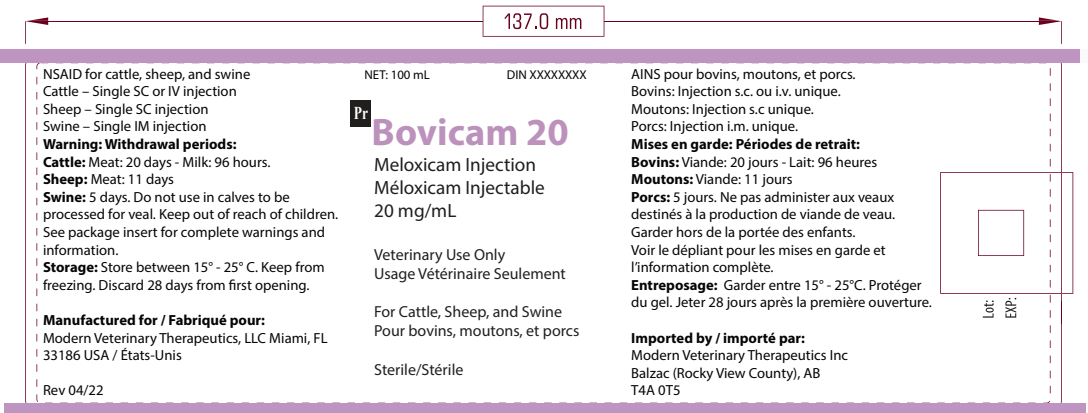 137.0 mm
NSAID for cattle, sheep, and swine
Cattle – Single SC or IV injection
Sheep – Single SC injection
Swine – Single IM injection
Warning: Withdrawal periods:
Cattle: Meat: 20 days - Milk: 96 hours.
Sheep: Meat: 11 days
Swine: 5 days. Do not use in calves to be
processed for veal. Keep out of reach of children.
See package insert for complete warnings and
information.
Storage: Store between 15° - 25° C. Keep from
freezing. Discard 28 days from first opening.
Manufactured for / Fabriqué pour:
Modern Veterinary Therapeutics, LLC Miami, FL
33186 USA / États-Unis
Rev 04/22
NET: 100 mL DIN XXXXXXXX
Pr
Bovicam 20
Meloxicam Injection
Méloxicam Injectable
20 mg/mL
Veterinary Use Only
Usage Vétérinaire Seulement
For Cattle, Sheep, and Swine
Pour bovins, moutons, et porcs
Sterile/Stérile
AINS pour bovins, moutons, et porcs.
Bovins: Injection s.c. ou i.v. unique.
Moutons: Injection s.c unique.
Porcs: Injection i.m. unique.
Mises en garde: Périodes de retrait:
Bovins: Viande: 20 jours - Lait: 96 heures
Moutons: Viande: 11 jours
Porcs: 5 jours. Ne pas administer aux veaux
destinés à la production de viande de veau.
Garder hors de la portée des enfants.
Voir le dépliant pour les mises en garde et
l'information complète.
Entreposage: Garder entre 15° - 25°C. Protéger
du gel. Jeter 28 jours après la première ouverture.
Imported by / importé par:
Modern Veterinary Therapeutics Inc
Balzac (Rocky View County), AB
T4A 0T5
Lot:
EXP: